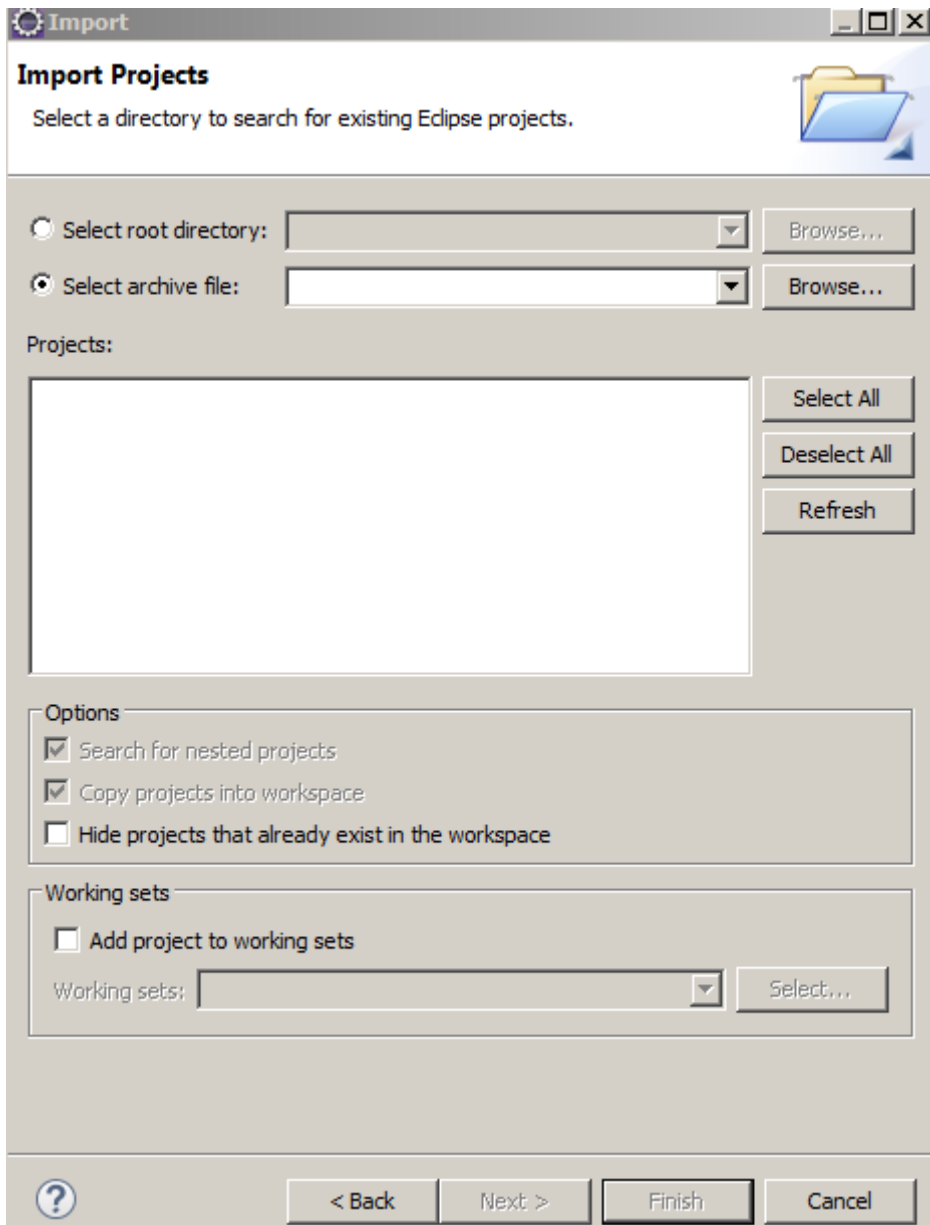 Import
Import Projects
Select a directory to search for existing Eclipse projects.
Select root directory: Browse...
Select archive file: Browse...
Projects:
Select All
Deselect All
Refresh
Options
Search for nested projects
Copy projects into workspace
Hide projects that already exist in the workspace
Working sets
Add project to working sets
Working sets: Select...
? < Back Next > Finish Cancel